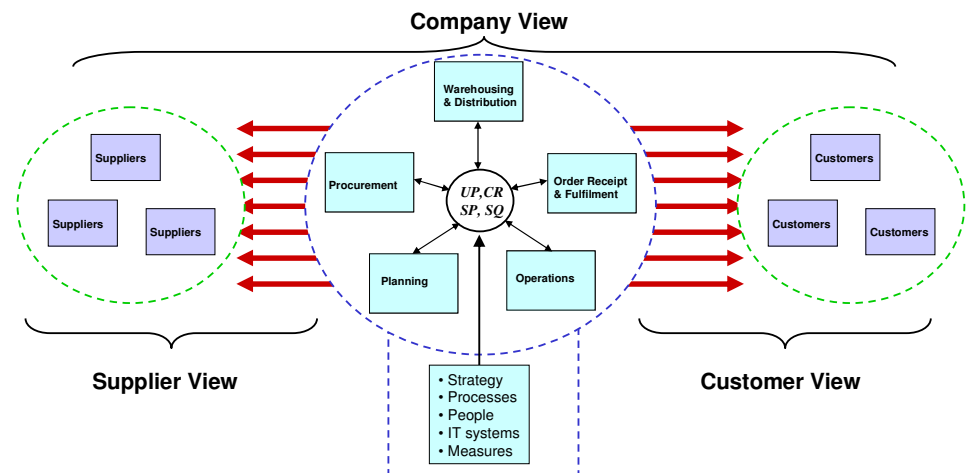 Company View
Warehousing
& Distribution
Suppliers
Suppliers
Suppliers
Procurement
UP,CR
SP, SQ
Order Receipt
& Fulfilment
Planning
Operations
Customers
Customers
Customers
Supplier View
Customer View
• Strategy
• Processes
• People
• IT systems
• Measures